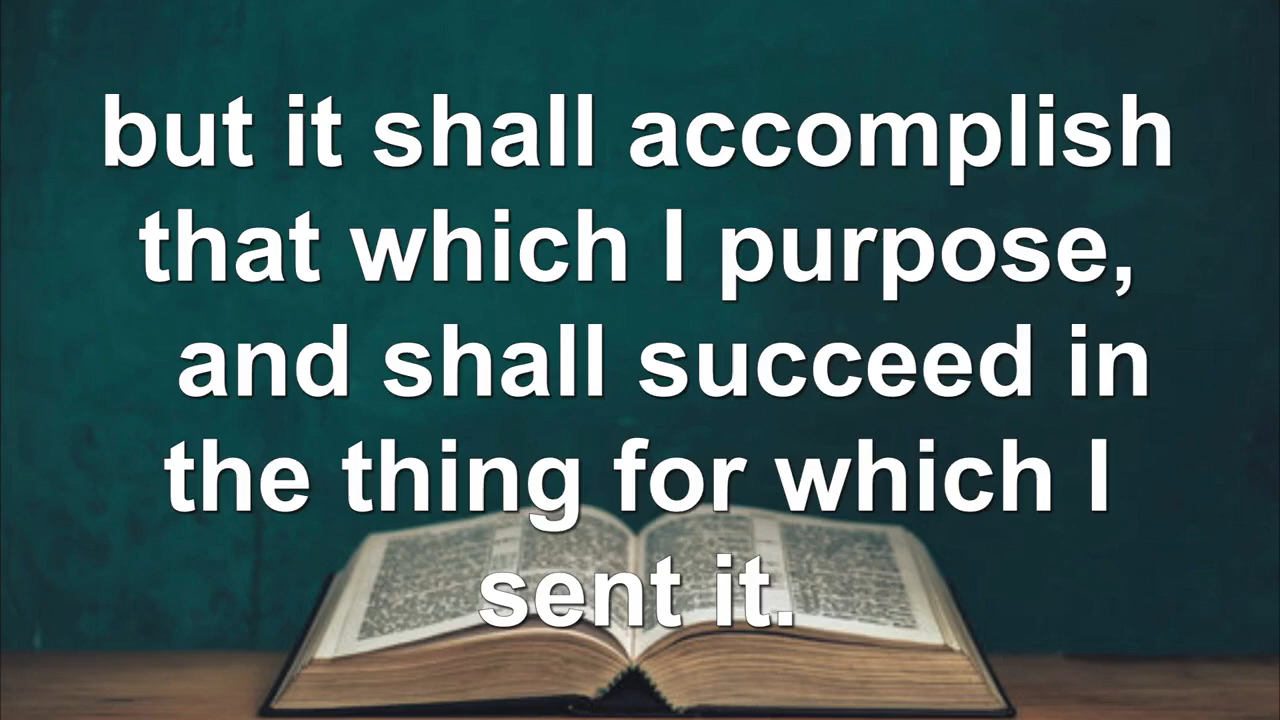 but it shall accomplish
that which I purpose,
and shall succeed in
the thing for which I
sent it.